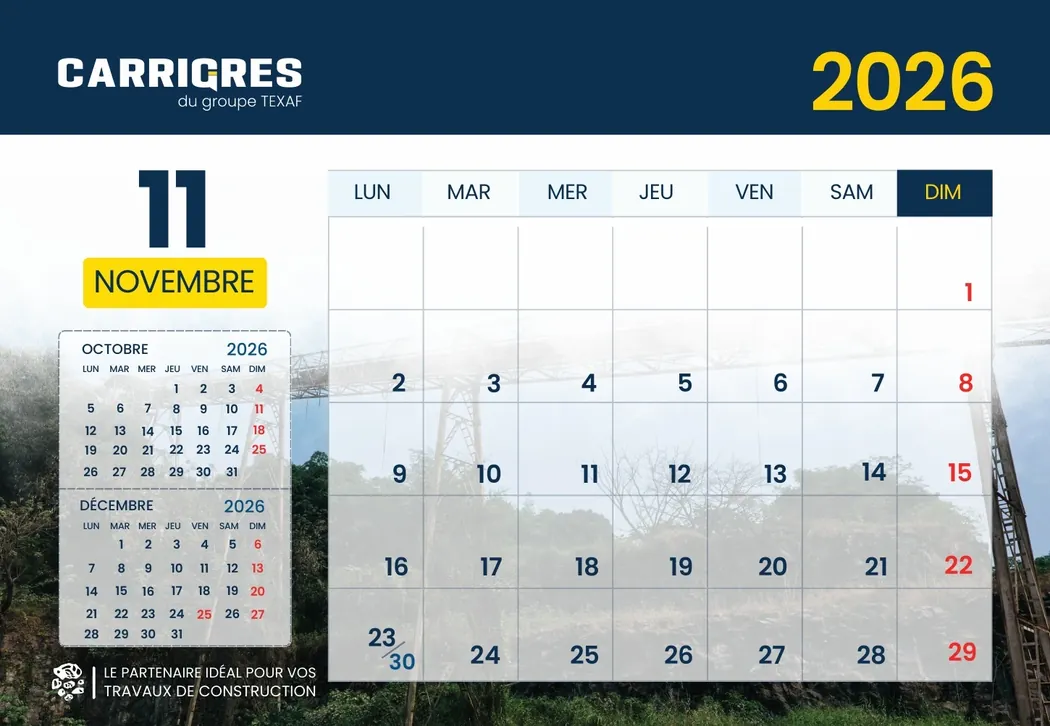 CARRIGRES
du groupe TEXAF
2026
11
NOVEMBRE
OCTOBRE 2026
LUN MAR MER JEU VEN SAM DIM
1 2 3 4
5 6 7 8 9 10 11
12 13 14 15 16 17 18
19 20 21 22 23 24 25
26 27 28 29 30 31
DÉCEMBRE 2026
LUN MAR MER JEU VEN SAM DIM
1 2 3 4 5 6
7 8 9 10 11 12 13
14 15 16 17 18 19 20
21 22 23 24 25 26 27
28 29 30 31
LE PARTENAIRE IDÉAL POUR VOS
TRAVAUX DE CONSTRUCTION
LUN MAR MER JEU VEN SAM DIM
1
2 3 4 5 6 7 8
9 10 11 12 13 14 15
16 17 18 19 20 21 22
23/30 24 25 26 27 28 29